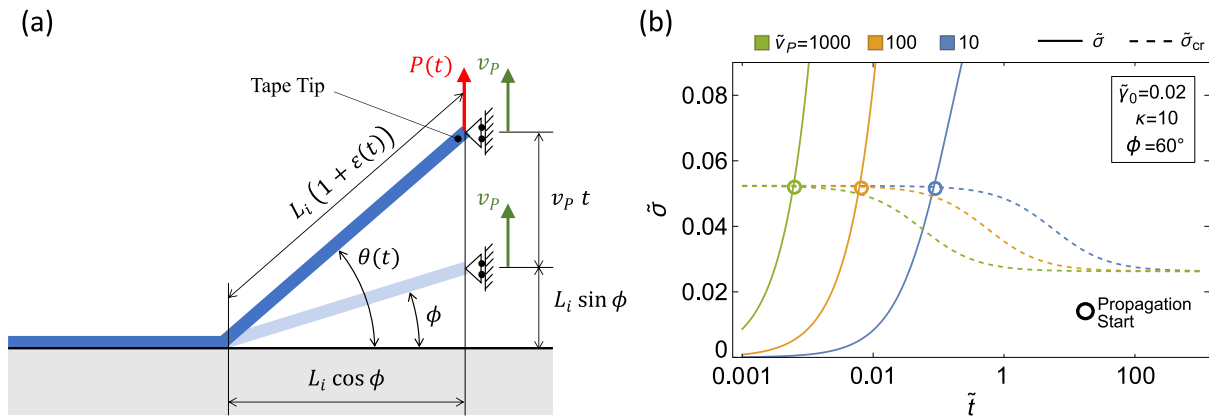 (a)
P(t)
v_P
Tape Tip
L_i(1 + ε(t))
v_P t
v_P
θ(t)
ϕ
L_i sin ϕ
L_i cos ϕ
(b)
ṽ_P=1000 100 10 σ̃ σ̃_cr
γ̃_0=0.02
κ=10
ϕ=60°
0.08
0.06
0.04
0.02
0
σ̃
Propagation
Start
0.001 0.01 1 100
t̃